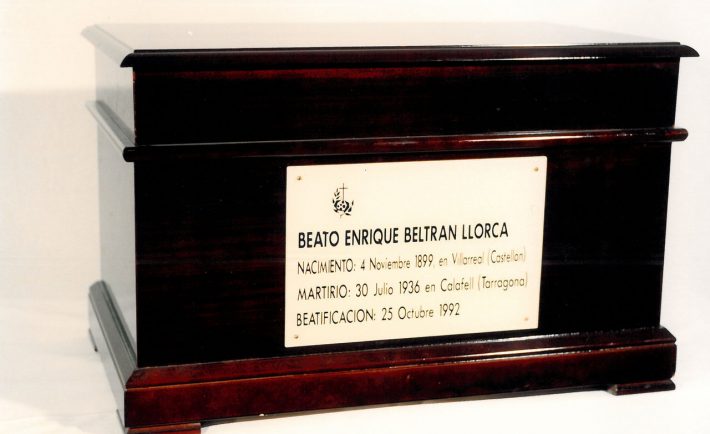 BEATO ENRIQUE BELTRAN LLORCA
NACIMIENTO: 4 Noviembre 1899, en Villarreal (Castellón)
MARTIRIO: 30 Julio 1936 en Calafell (Tarragona)
BEATIFICACION: 25 Octubre 1992